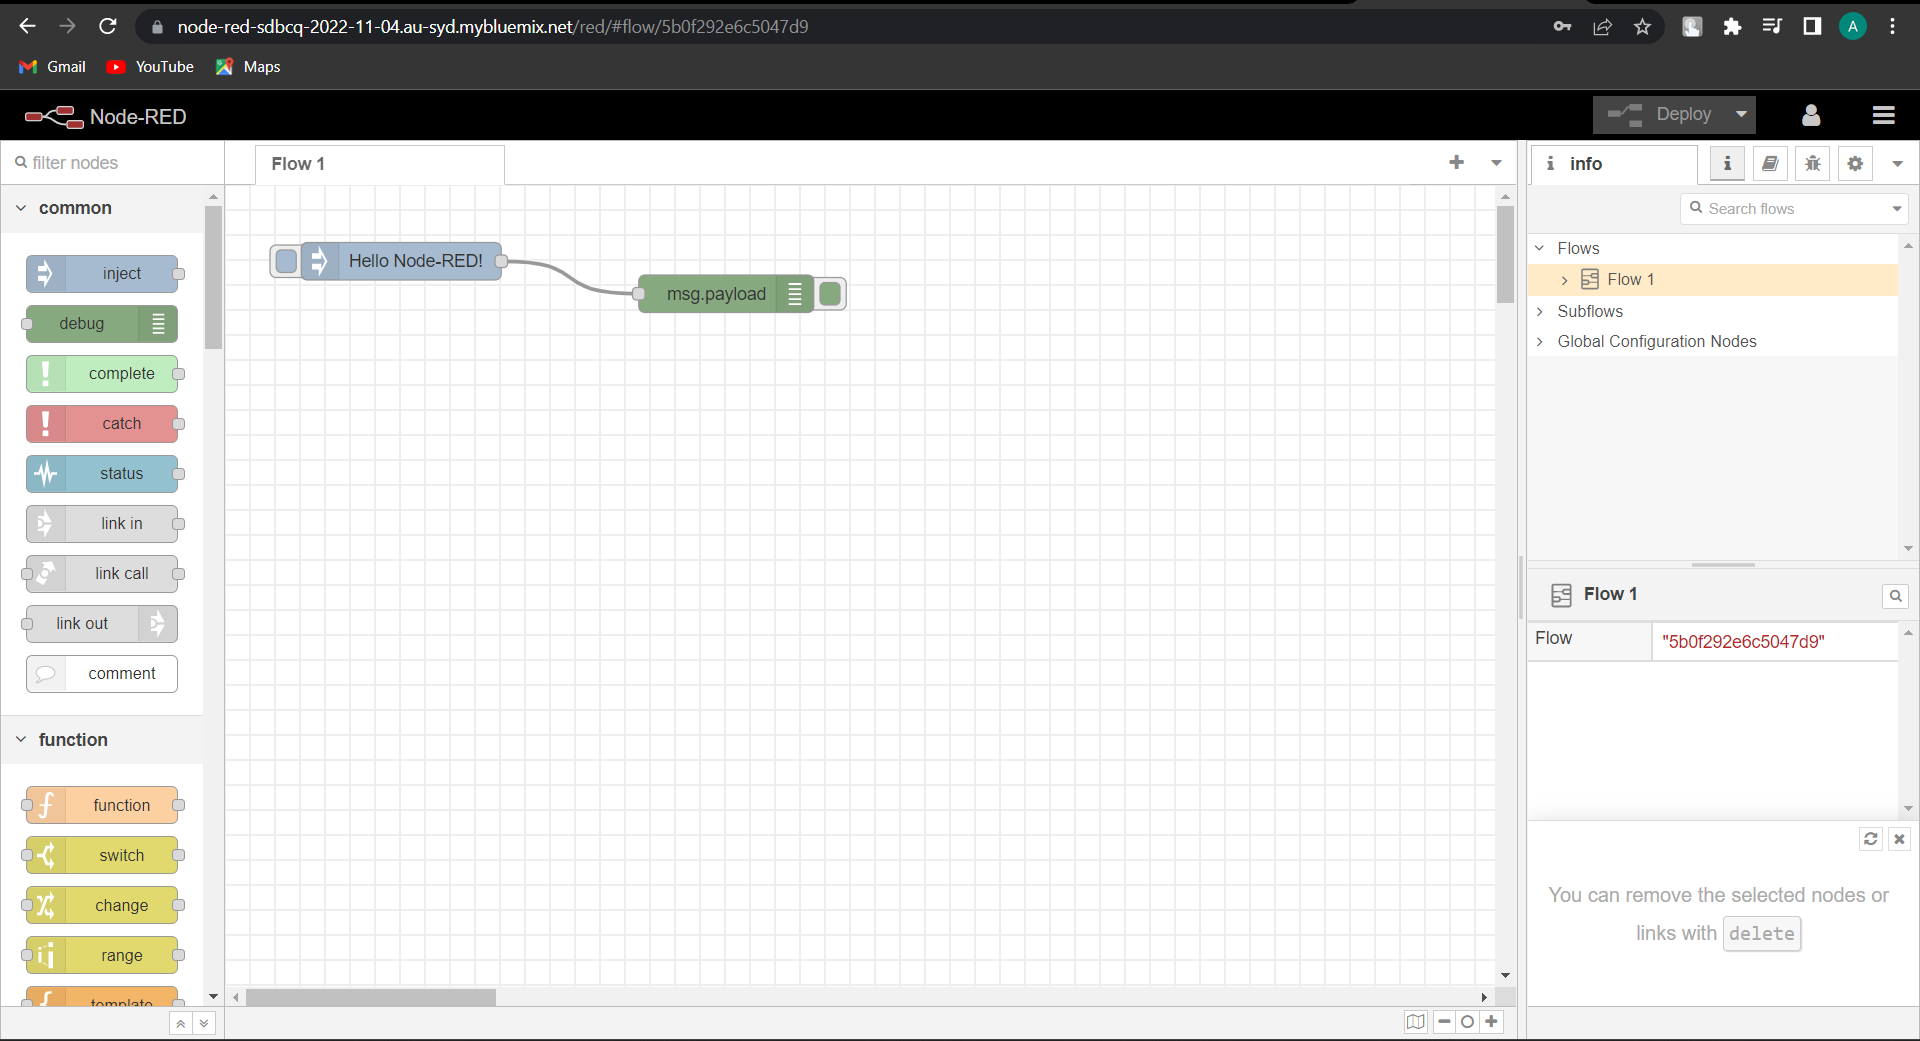 node-red-sdbcq-2022-11-04.au-syd.mybluemix.net/red/#flow/5b0f292e6c5047d9
A
Gmail YouTube Maps
Node-RED
Deploy
filter nodes
common
inject
debug
complete
catch
status
link in
link call
link out
comment
function
function
switch
change
range
template
Flow 1
Hello Node-RED!
msg.payload
i info
i
Search flows
Flows
Flow 1
Subflows
Global Configuration Nodes
Flow 1
Flow "5b0f292e6c5047d9"
You can remove the selected nodes or
links with delete